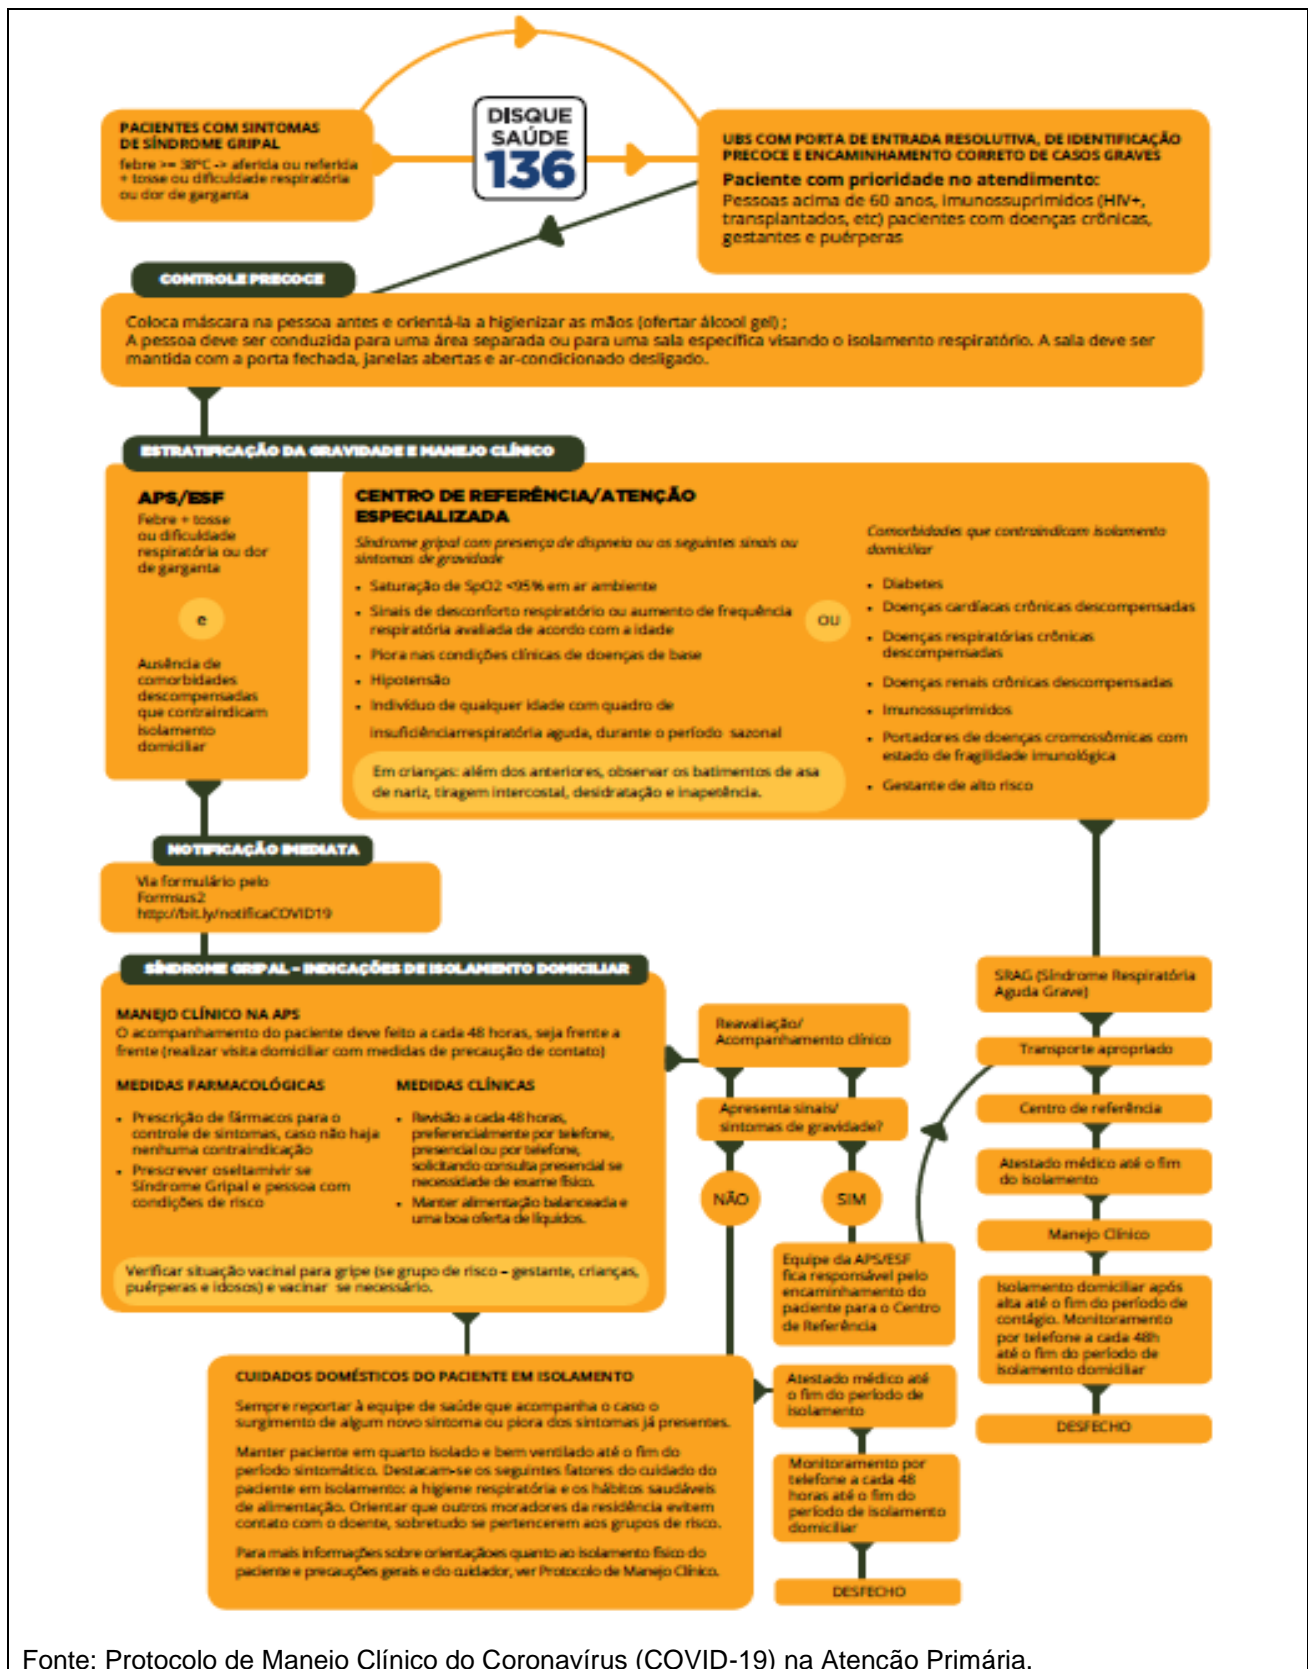 DISQUE
SAÚDE
136
PACIENTES COM SINTOMAS
DE SÍNDROME GRIPAL
febre >= 38ºC -> aferida ou referida
+ tosse ou dificuldade respiratória
ou dor de garganta
UBS COM PORTA DE ENTRADA RESOLUTIVA, DE IDENTIFICAÇÃO
PRECOCE E ENCAMINHAMENTO CORRETO DE CASOS GRAVES
Paciente com prioridade no atendimento:
Pessoas acima de 60 anos, imunossuprimidos (HIV+,
transplantados, etc) pacientes com doenças crônicas,
gestantes e puérperas
CONTROLE PRECOCE
Coloca máscara na pessoa antes e orientá-la a higienizar as mãos (ofertar álcool gel) ;
A pessoa deve ser conduzida para uma área separada ou para uma sala específica visando o isolamento respiratório. A sala deve ser
mantida com a porta fechada, janelas abertas e ar-condicionado desligado.
ESTRATIFICAÇÃO DA GRAVIDADE E MANEJO CLÍNICO
APS/ESF
Febre + tosse
ou dificuldade
respiratória ou dor
de garganta
e
Ausência de
comorbidades
descompensadas
que contraindicam
isolamento
domiciliar
CENTRO DE REFERÊNCIA/ATENÇÃO
ESPECIALIZADA
Síndrome gripal com presença de dispneia ou os seguintes sinais ou
sintomas de gravidade
• Saturação de SpO2 <95% em ar ambiente
• Sinais de desconforto respiratório ou aumento de frequência
respiratória avaliada de acordo com a idade
• Piora nas condições clínicas de doenças de base
• Hipotensão
• Indivíduo de qualquer idade com quadro de
insuficiênciarrespiratória aguda, durante o período sazonal
Em crianças: além dos anteriores, observar os batimentos de asa
de nariz, tiragem intercostal, desidratação e inapetência.
OU
Comorbidades que contraindicam isolamento
domiciliar
• Diabetes
• Doenças cardíacas crônicas descompensadas
• Doenças respiratórias crônicas
descompensadas
• Doenças renais crônicas descompensadas
• Imunossuprimidos
• Portadores de doenças cromossômicas com
estado de fragilidade imunológica
• Gestante de alto risco
NOTIFICAÇÃO IMEDIATA
Via formulário pelo
Formsus2
http://bit.ly/notificaCOVID19
SÍNDROME GRIPAL – INDICAÇÕES DE ISOLAMENTO DOMICILIAR
MANEJO CLÍNICO NA APS
O acompanhamento do paciente deve feito a cada 48 horas, seja frente a
frente (realizar visita domiciliar com medidas de precaução de contato)
MEDIDAS FARMACOLÓGICAS
• Prescrição de fármacos para o
controle de sintomas, caso não haja
nenhuma contraindicação
• Prescrever oseltamivir se
Síndrome Gripal e pessoa com
condições de risco
MEDIDAS CLÍNICAS
• Revisão a cada 48 horas,
preferencialmente por telefone,
presencial ou por telefone,
solicitando consulta presencial se
necessidade de exame físico.
• Manter alimentação balanceada e
uma boa oferta de líquidos.
Verificar situação vacinal para gripe (se grupo de risco – gestante, crianças,
puérperas e idosos) e vacinar se necessário.
Reavaliação/
Acompanhamento clínico
Apresenta sinais/
sintomas de gravidade?
NÃO
SIM
Equipe da APS/ESF
fica responsável pelo
encaminhamento do
paciente para o Centro
de Referência
SRAG (Síndrome Respiratória
Aguda Grave)
Transporte apropriado
Centro de referência
Atestado médico até o fim
do isolamento
Manejo Clínico
Isolamento domiciliar após
alta até o fim do período de
contágio. Monitoramento
por telefone a cada 48h
até o fim do período de
isolamento domiciliar
DESFECHO
CUIDADOS DOMÉSTICOS DO PACIENTE EM ISOLAMENTO
Sempre reportar à equipe de saúde que acompanha o caso o
surgimento de algum novo sintoma ou piora dos sintomas já presentes.
Manter paciente em quarto isolado e bem ventilado até o fim do
período sintomático. Destacam-se os seguintes fatores do cuidado do
paciente em isolamento: a higiene respiratória e os hábitos saudáveis
de alimentação. Orientar que outros moradores da residência evitem
contato com o doente, sobretudo se pertencerem aos grupos de risco.
Para mais informações sobre orientações quanto ao isolamento físico do
paciente e precauções gerais e do cuidador, ver Protocolo de Manejo Clínico.
Atestado médico até
o fim do período de
isolamento
Monitoramento por
telefone a cada 48
horas até o fim do
período de isolamento
domiciliar
DESFECHO
Fonte: Protocolo de Manejo Clínico do Coronavírus (COVID-19) na Atenção Primária.